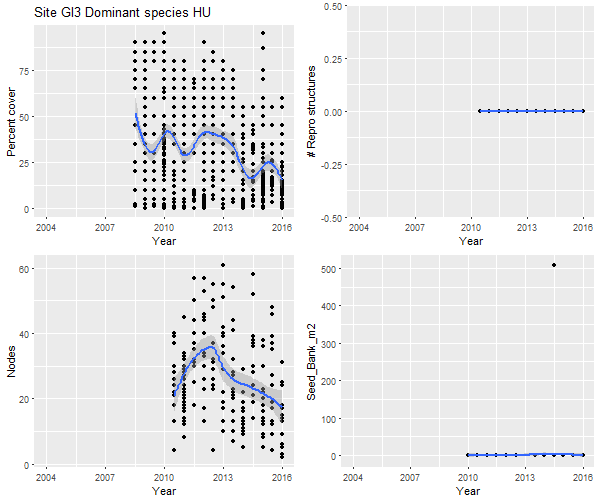 Site GI3 Dominant species HU
Percent cover
75
50
25
0
2004 2007 2010 2013 2016
Year
# Repro structures
0.50
0.25
0.00
-0.25
-0.50
2004 2007 2010 2013 2016
Year
Nodes
60
40
20
0
2004 2007 2010 2013 2016
Year
Seed_Bank_m2
500
400
300
200
100
0
2004 2007 2010 2013 2016
Year